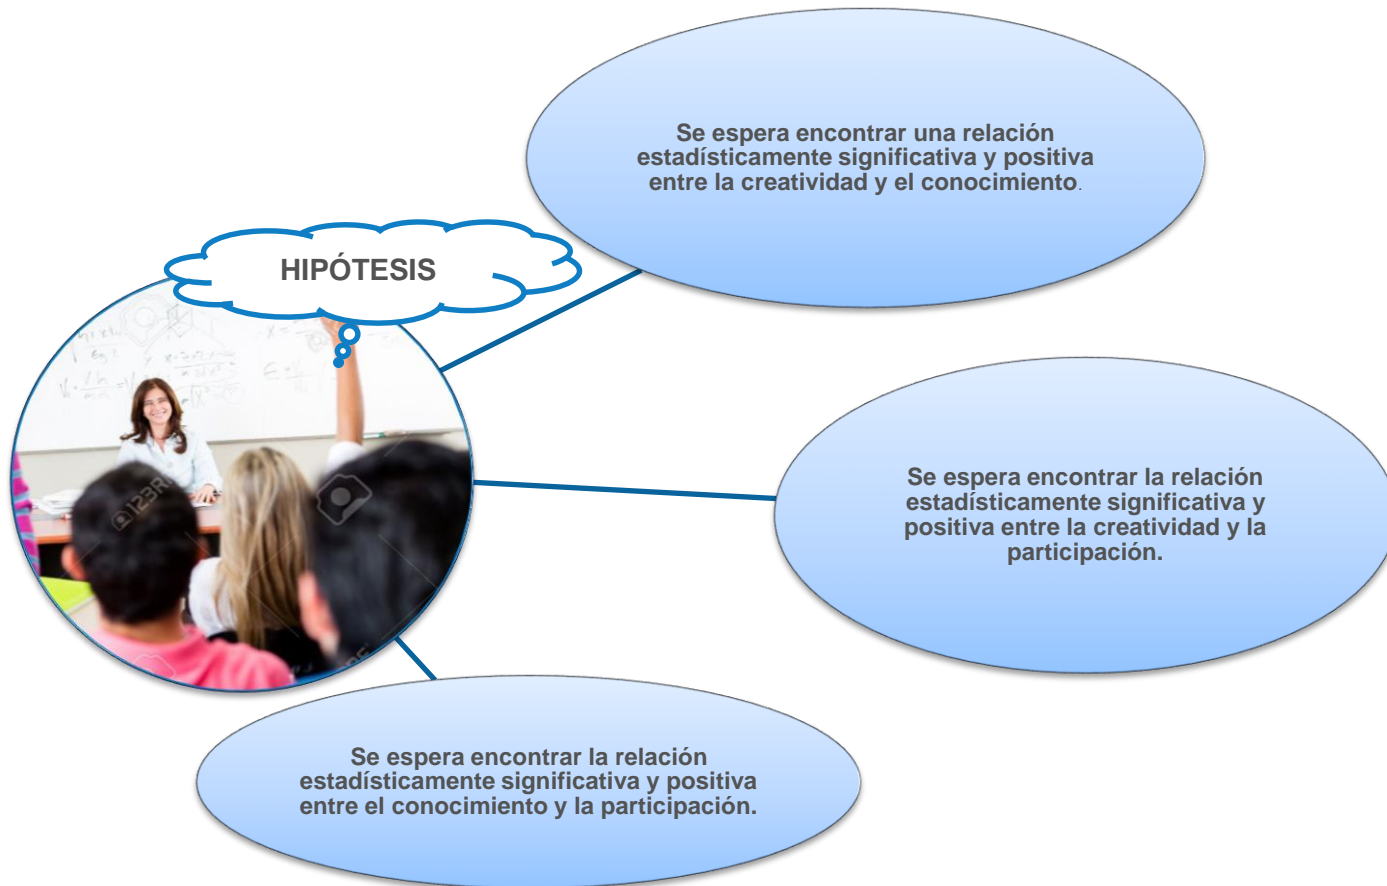 Se espera encontrar una relación
estadísticamente significativa y positiva
entre la creatividad y el conocimiento.
HIPÓTESIS
Se espera encontrar la relación
estadísticamente significativa y
positiva entre la creatividad y la
participación.
Se espera encontrar la relación
estadísticamente significativa y positiva
entre el conocimiento y la participación.